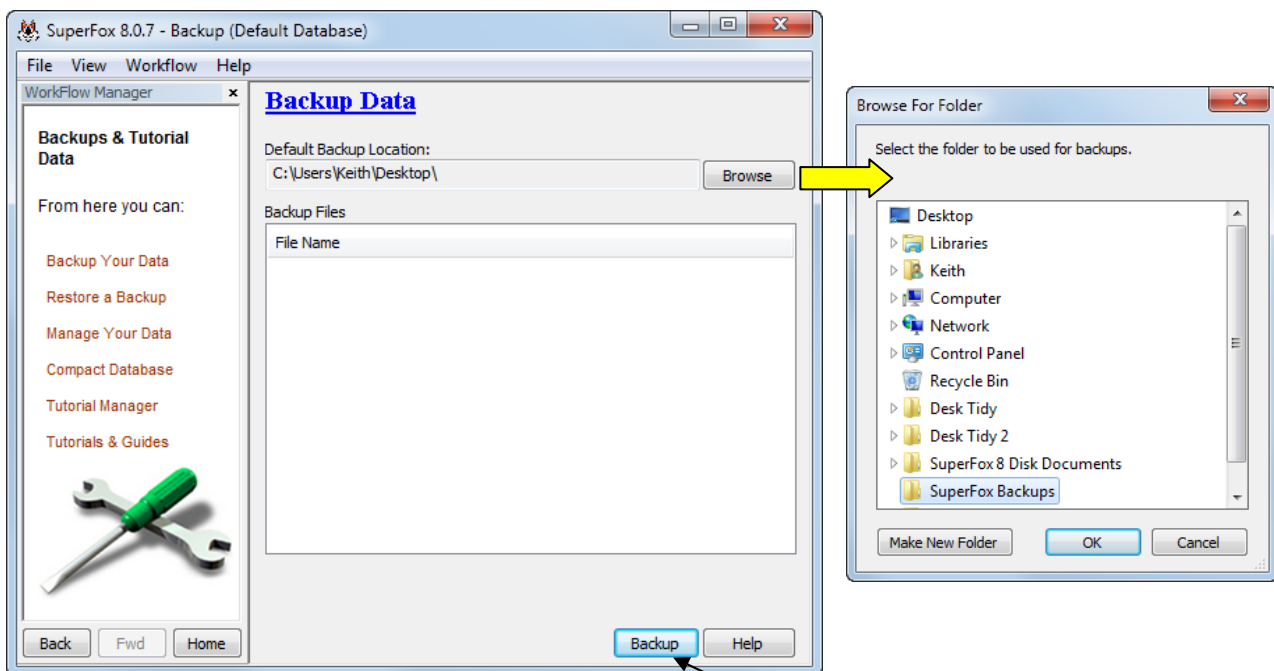 SuperFox 8.0.7 - Backup (Default Database)
File View Workflow Help
WorkFlow Manager x
Backups & Tutorial
Data
From here you can:
Backup Your Data
Restore a Backup
Manage Your Data
Compact Database
Tutorial Manager
Tutorials & Guides
Back Fwd Home
Backup Data
Default Backup Location:
C:\Users\Keith\Desktop\ Browse
Backup Files
File Name
Backup Help
Browse For Folder
Select the folder to be used for backups.
Desktop
Libraries
Keith
Computer
Network
Control Panel
Recycle Bin
Desk Tidy
Desk Tidy 2
SuperFox 8 Disk Documents
SuperFox Backups
Make New Folder OK Cancel